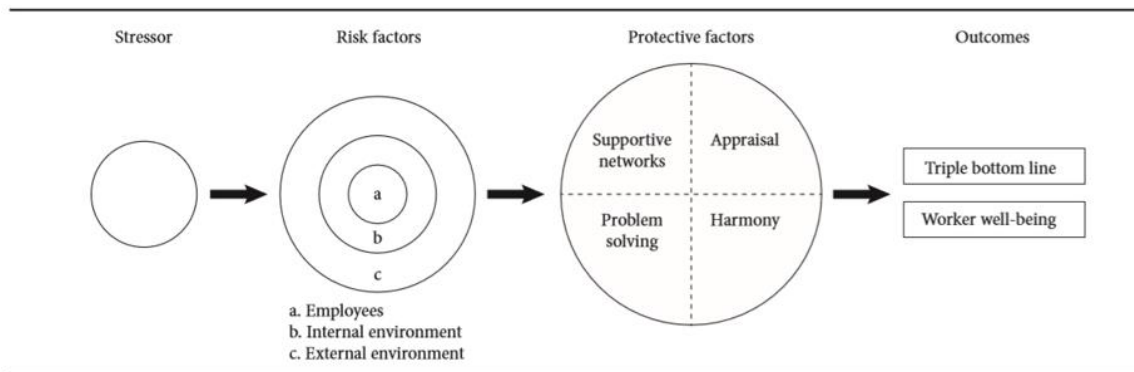 Stressor
Risk factors
Protective factors
Outcomes
a
b
c
a. Employees
b. Internal environment
c. External environment
Supportive
networks
Appraisal
Problem
solving
Harmony
Triple bottom line
Worker well-being